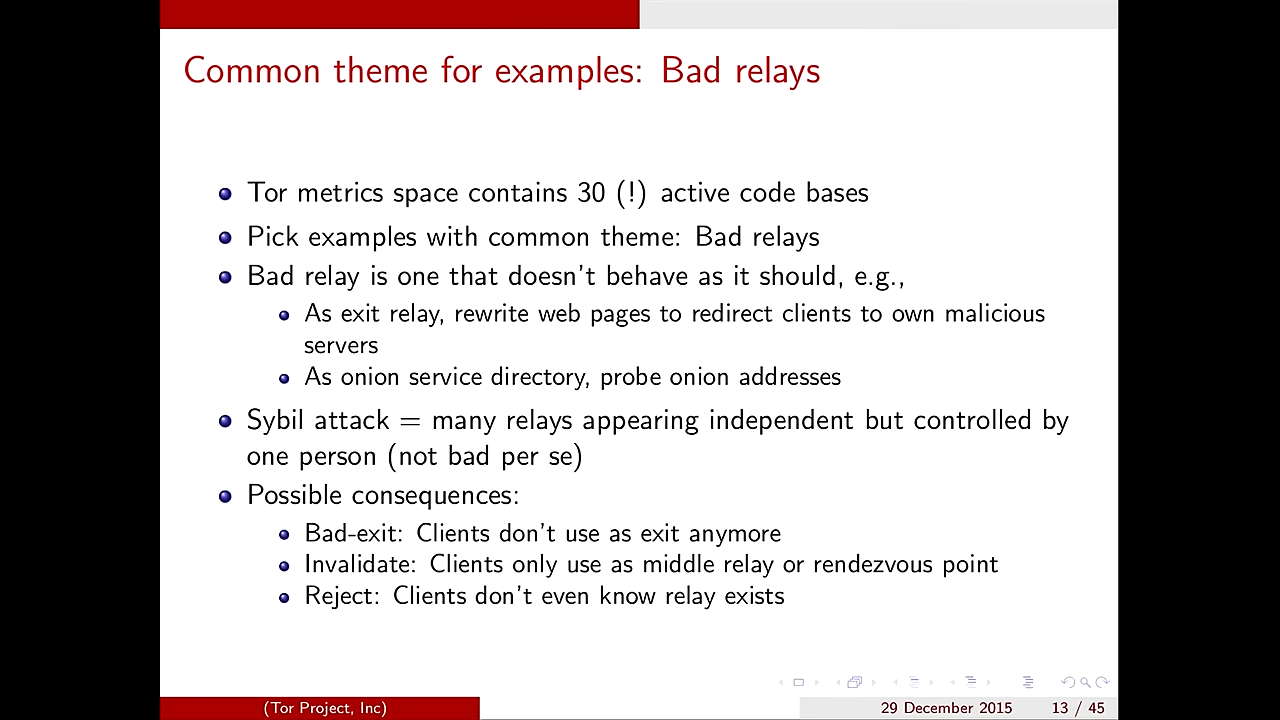 Common theme for examples: Bad relays
Tor metrics space contains 30 (!) active code bases
Pick examples with common theme: Bad relays
Bad relay is one that doesn't behave as it should, e.g.,
As exit relay, rewrite web pages to redirect clients to own malicious
servers
As onion service directory, probe onion addresses
Sybil attack = many relays appearing independent but controlled by
one person (not bad per se)
Possible consequences:
Bad-exit: Clients don't use as exit anymore
Invalidate: Clients only use as middle relay or rendezvous point
Reject: Clients don't even know relay exists
(Tor Project, Inc)
29 December 2015
13 / 45